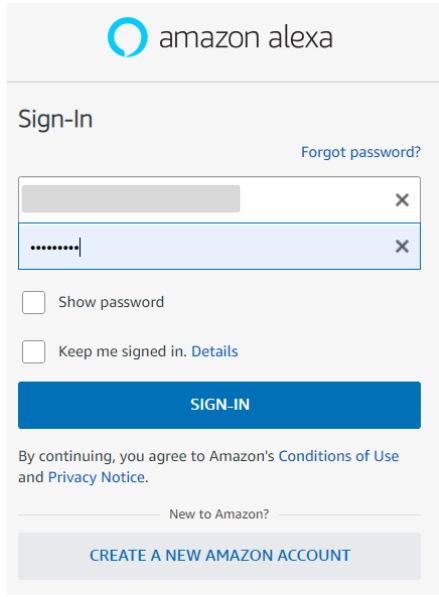 amazon alexa
Sign-In
Forgot password?
•••••••••
Show password
Keep me signed in. Details
SIGN-IN
By continuing, you agree to Amazon's Conditions of Use
and Privacy Notice.
New to Amazon?
CREATE A NEW AMAZON ACCOUNT